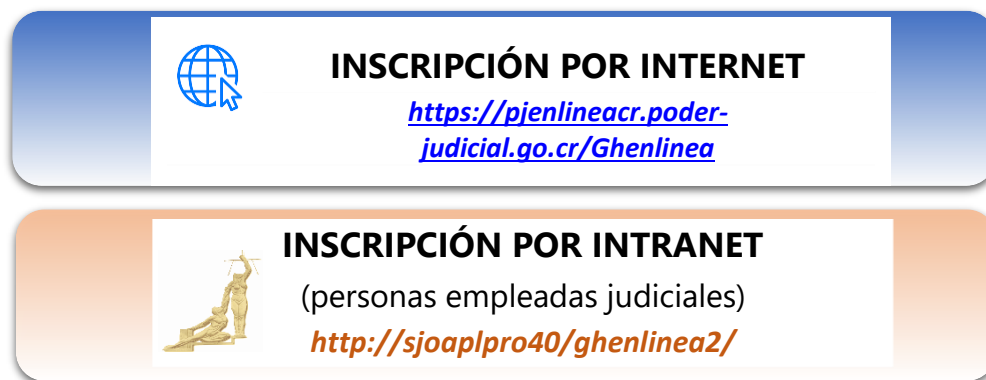 INSCRIPCIÓN POR INTERNET
https://pjenlineacr.poder-
judicial.go.cr/Ghenlinea
INSCRIPCIÓN POR INTRANET
(personas empleadas judiciales)
http://sjoaplpro40/ghenlinea2/